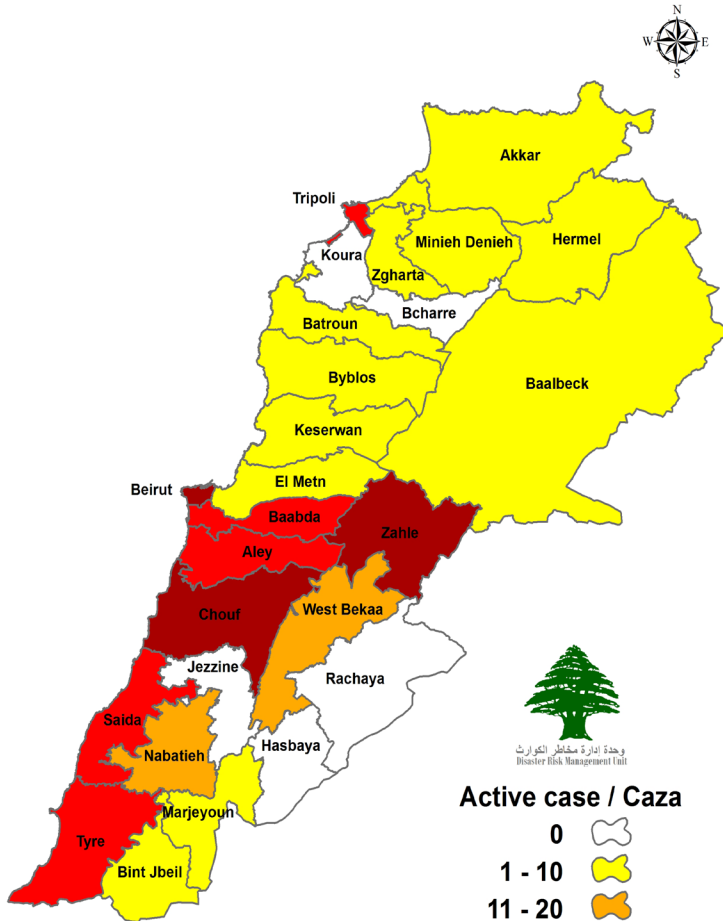 N
W E
S
Akkar
Tripoli
Minieh Denieh
Hermel
Koura
Zgharta
Bcharre
Batroun
Byblos
Baalbeck
Keserwan
El Metn
Beirut
Baabda
Zahle
Aley
Chouf
West Bekaa
Jezzine
Rachaya
Saida
Hasbaya
Nabatieh
Marjeyoun
Tyre
Bint Jbeil
وحدة إدارة مخاطر الكوارث
Disaster Risk Management Unit
Active case / Caza
0
1 - 10
11 - 20